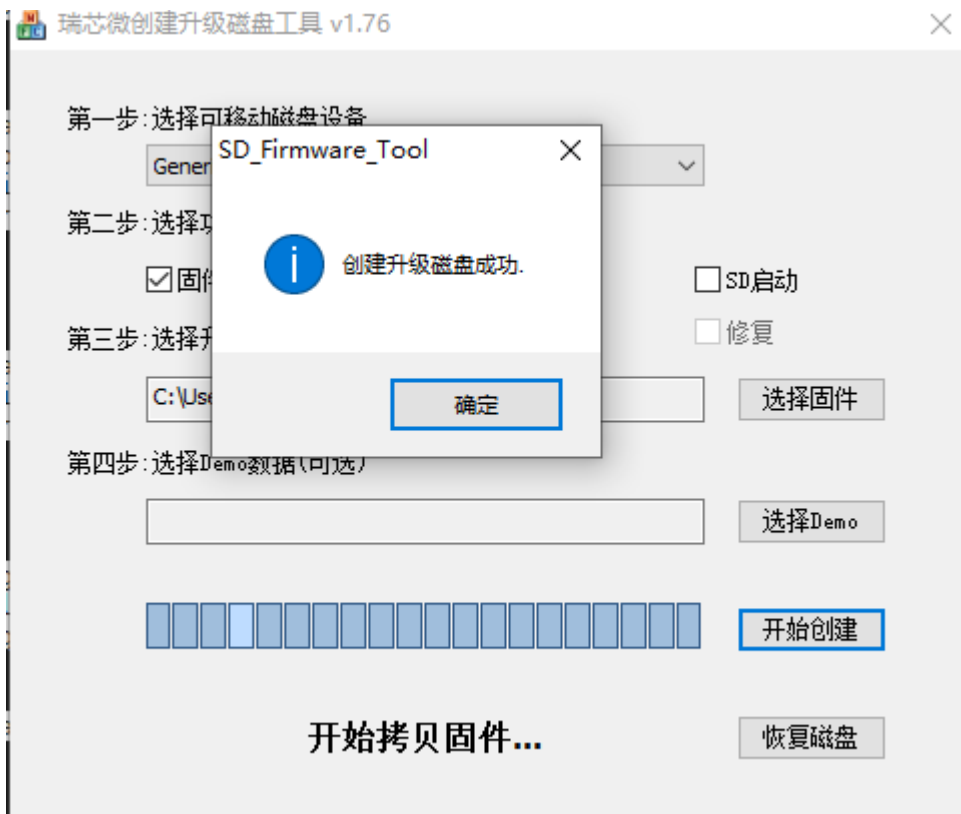 瑞芯微创建升级磁盘工具 v1.76
第一步:选择可移动磁盘设备
SD_Firmware_Tool
Gener
第二步:选择
创建升级磁盘成功.
固件
SD启动
第三步:选择升
修复
C:\Use
选择固件
确定
第四步:选择Demo数据(可选)
选择Demo
开始创建
开始拷贝固件...
恢复磁盘